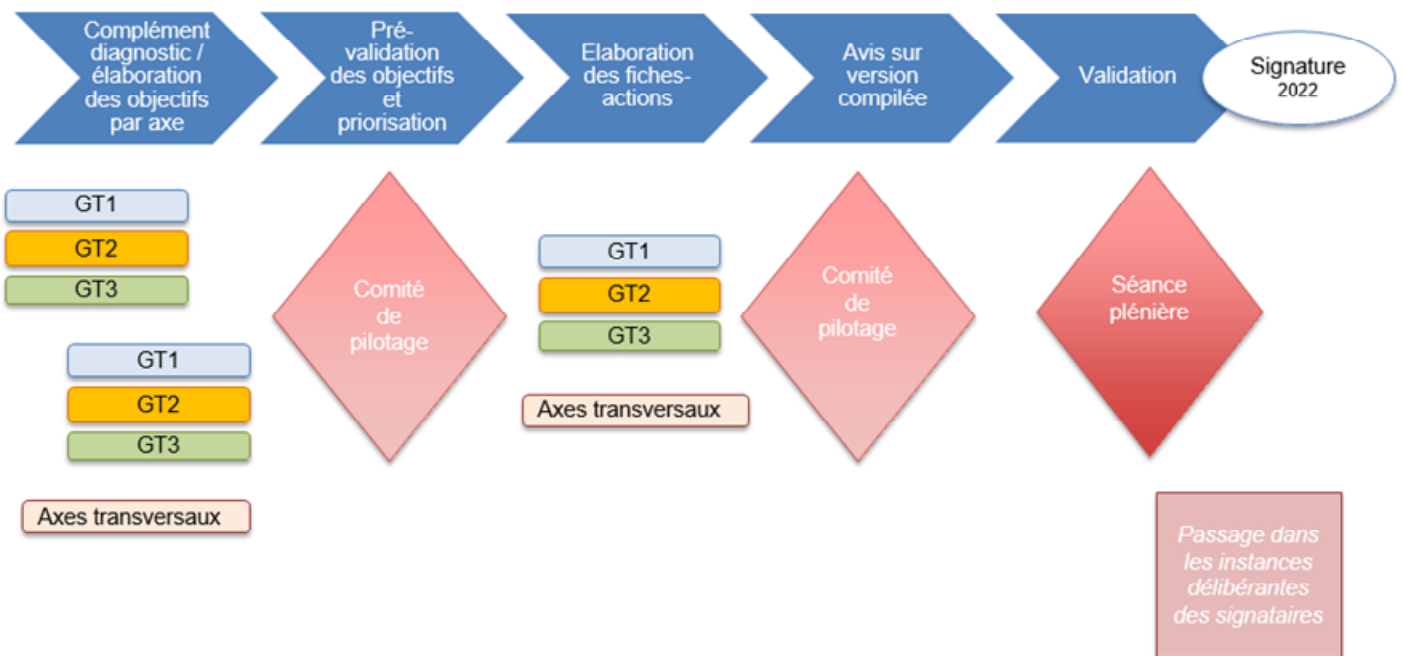 Complément
diagnostic /
élaboration
des objectifs
par axe
Pré-
validation
des objectifs
et
priorisation
Elaboration
des fiches-
actions
Avis sur
version
compilée
Validation
Signature
2022
GT1
GT2
GT3
GT1
GT2
GT3
Axes transversaux
Comité
de
pilotage
GT1
GT2
GT3
Axes transversaux
Comité
de
pilotage
Séance
plénière
Passage dans
les instances
délibérantes
des signataires